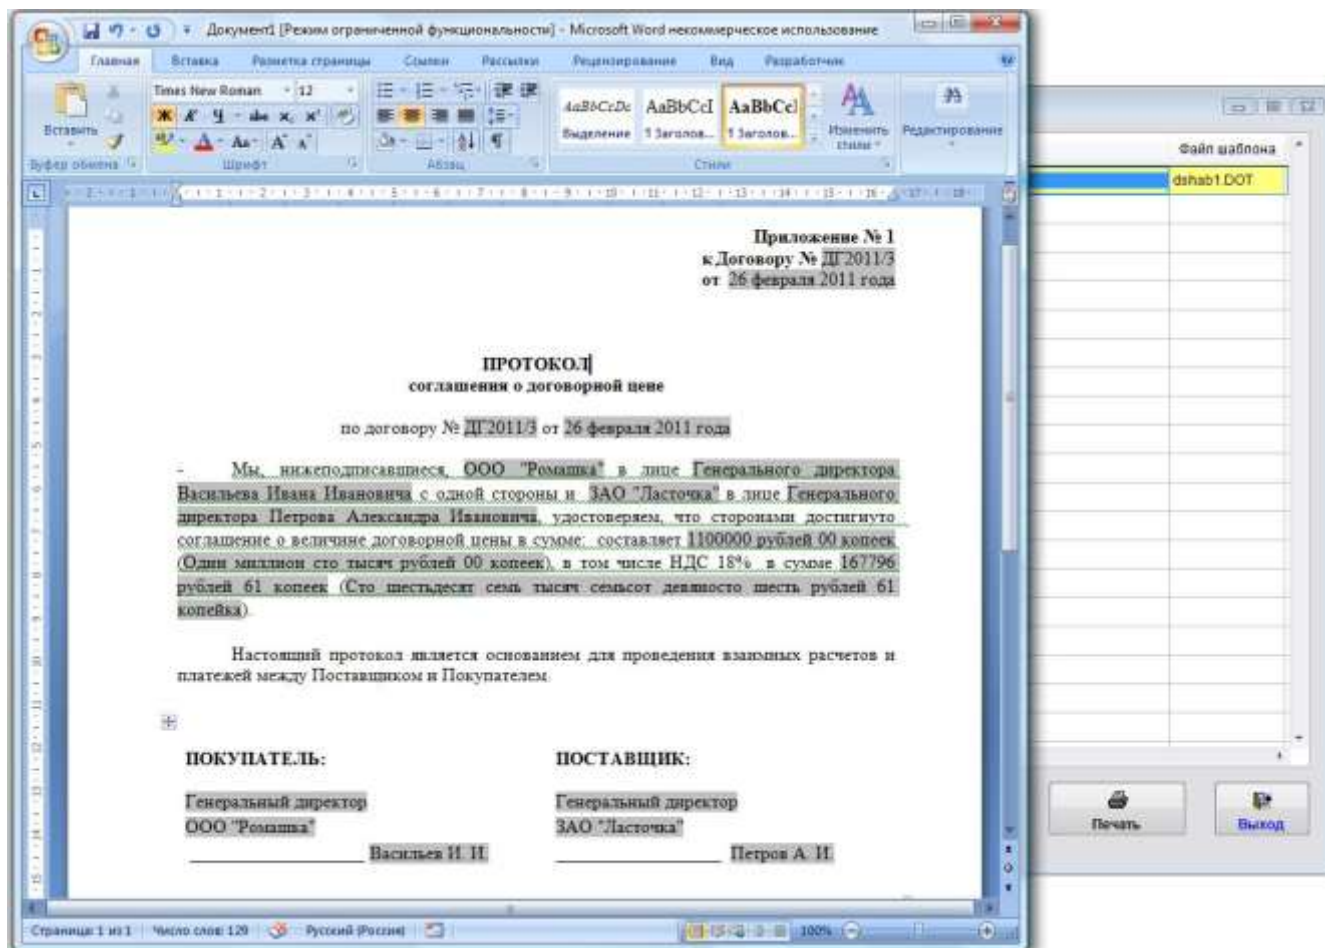 Документ1 [Режим ограниченной функциональности] - Microsoft Word некоммерческое использование
Главная Вставка Разметка страницы Ссылки Рассылки Рецензирование Вид Разработчик
Times New Roman 12
Вставить
AaBbCcDc AaBbCcI AaBbCcl
Выделение ¶ Заголов... ¶ Заголов...
Изменить стили
Редактирование
Буфер обмена Шрифт Абзац Стили
Файл шаблона
dshab1.DOT
Приложение № 1
к Договору № ДГ2011/3
от 26 февраля 2011 года
ПРОТОКОЛ
соглашения о договорной цене
по договору № ДГ2011/3 от 26 февраля 2011 года
- Мы, нижеподписавшиеся, ООО "Ромашка" в лице Генерального директора
Васильева Ивана Ивановича с одной стороны и ЗАО "Ласточка" в лице Генерального
директора Петрова Александра Ивановича, удостоверяем, что сторонами достигнуто
соглашение о величине договорной цены в сумме: составляет 1100000 рублей 00 копеек
(Один миллион сто тысяч рублей 00 копеек), в том числе НДС 18% в сумме 167796
рублей 61 копеек (Сто шестьдесят семь тысяч семьсот девяносто шесть рублей 61
копейка).
Настоящий протокол является основанием для проведения взаимных расчетов и
платежей между Поставщиком и Покупателем
ПОКУПАТЕЛЬ: ПОСТАВЩИК:
Генеральный директор Генеральный директор
ООО "Ромашка" ЗАО "Ласточка"
Васильев И. И. Петров А. И.
Печать
Выход
Страница: 1 из 1 Число слов: 129 Русский (Россия) 100%